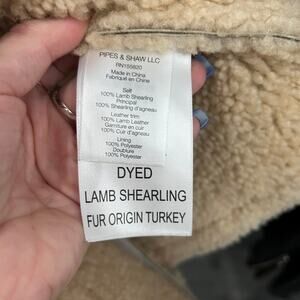 PIPES & SHAW LLC
RN155820
Made in China
Fabriqué en Chine
Self
100% Lamb Shearling
Principal
100% Shearling d'agneau
Leather trim
100% Lamb Leather
Garniture en cuir
100% Cuir d'agneau
Lining
100% Polyester
Doublure
100% Polyester
DYED
LAMB SHEARLING
FUR ORIGIN TURKEY